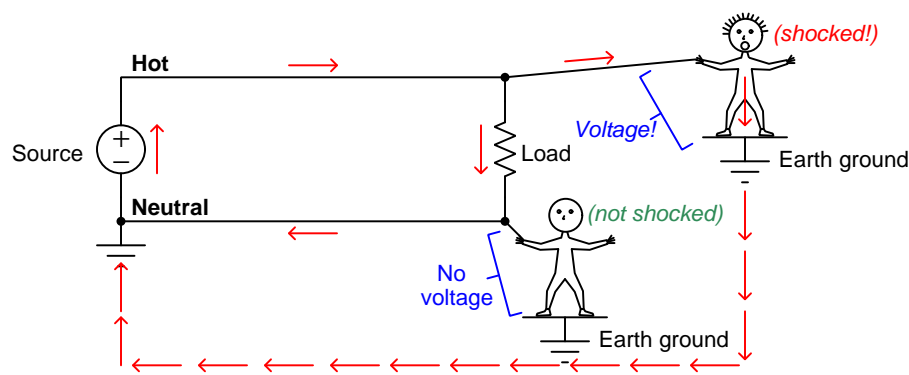 (shocked!)
Hot
Voltage!
+
−
Source
Load
Earth ground
Neutral
(not shocked)
No
voltage
Earth ground